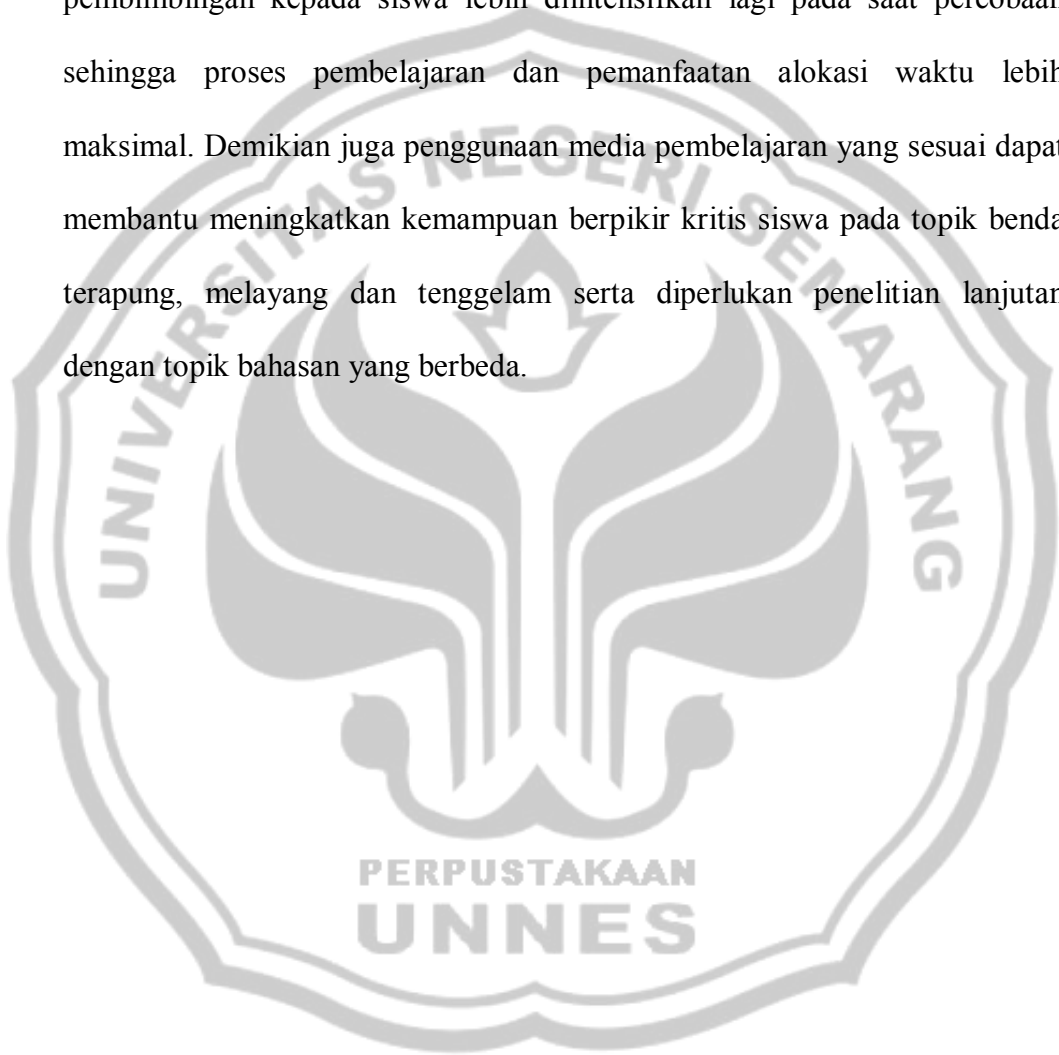 pembimbingan kepada siswa lebih diintensifkan lagi pada saat percobaan
sehingga proses pembelajaran dan pemanfaatan alokasi waktu lebih
maksimal. Demikian juga penggunaan media pembelajaran yang sesuai dapat
membantu meningkatkan kemampuan berpikir kritis siswa pada topik benda
terapung, melayang dan tenggelam serta diperlukan penelitian lanjutan
dengan topik bahasan yang berbeda.
UNIVERSITAS NEGERI SEMARANG
PERPUSTAKAAN
UNNES